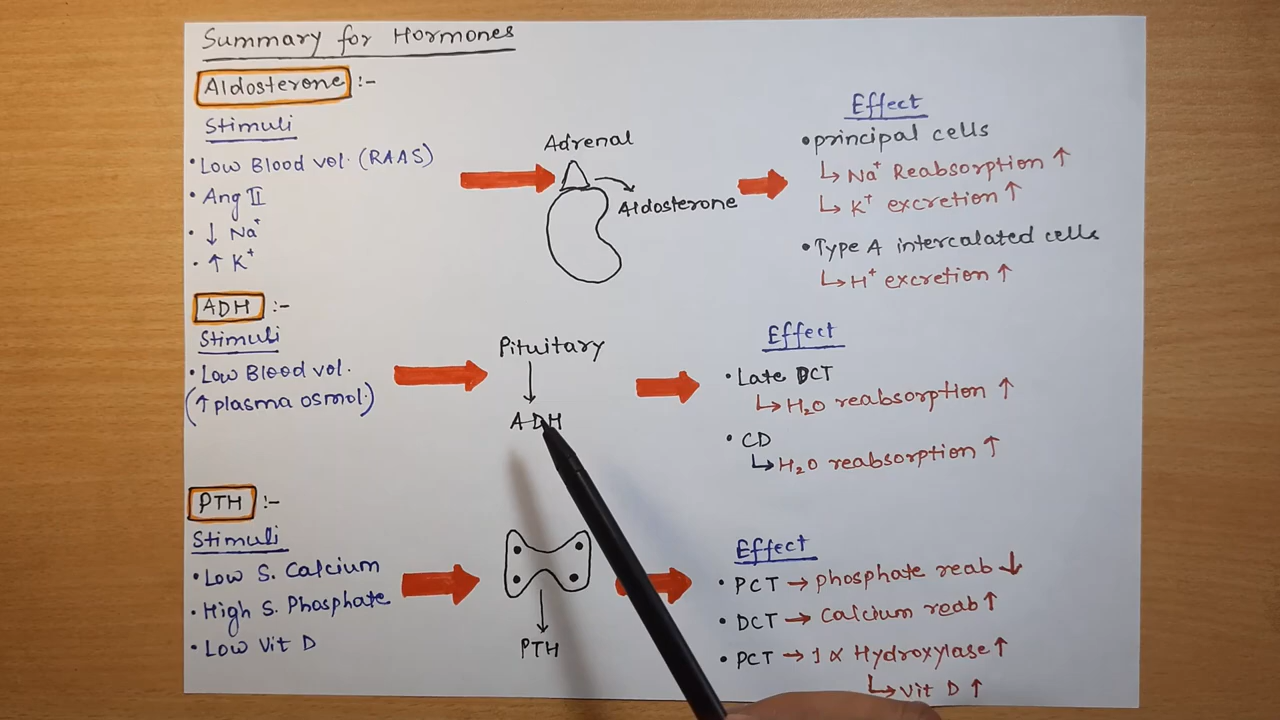 Summary for Hormones
Aldosterone :-
Stimuli
• Low Blood vol. (RAAS)
• Ang II
• ↓ Na⁺
• ↑ K⁺
Adrenal
Aldosterone
Effect
• principal cells
↳ Na⁺ Reabsorption ↑
↳ K⁺ excretion ↑
• Type A intercalated cells
↳ H⁺ excretion ↑
ADH :-
Stimuli
• Low Blood vol.
(↑ plasma osmol.)
Pituitary
↓
ADH
Effect
• Late DCT
↳ H₂O reabsorption ↑
• CD
↳ H₂O reabsorption ↑
PTH :-
Stimuli
• Low S. Calcium
• High S. Phosphate
• Low Vit D
↓
PTH
Effect
• PCT → phosphate reab ↓
• DCT → Calcium reab ↑
• PCT → 1 α Hydroxylase ↑
↳ Vit D ↑